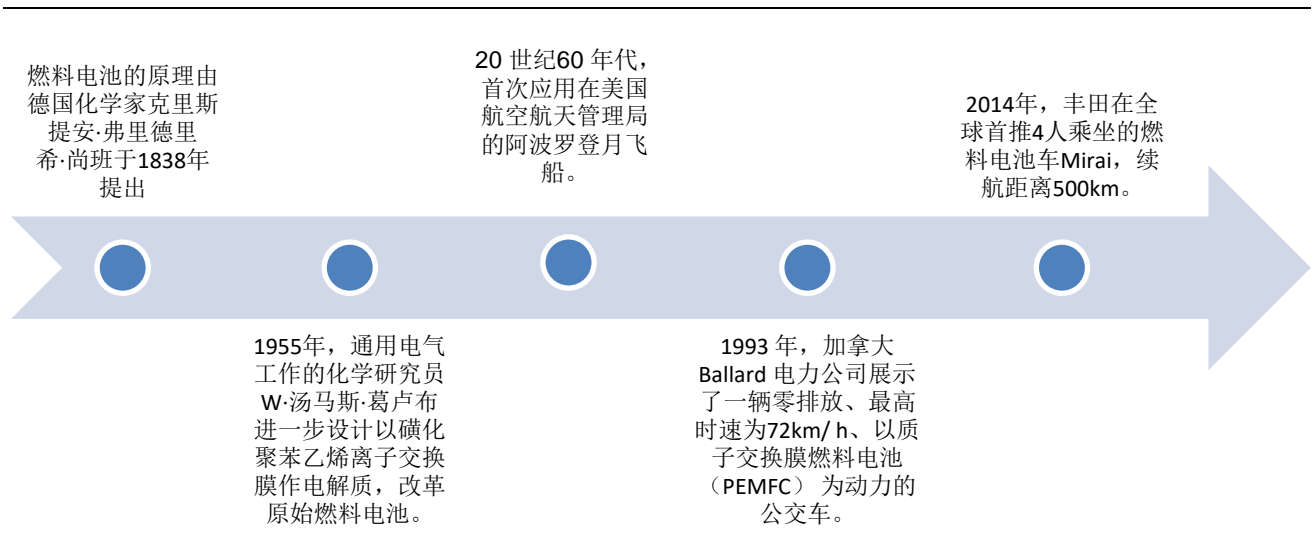 燃料电池的原理由
德国化学家克里斯
提安·弗里德里
希·尚班于1838年
提出
1955年，通用电气
工作的化学研究员
W·汤马斯·葛卢布
进一步设计以磺化
聚苯乙烯离子交换
膜作电解质，改革
原始燃料电池。
20 世纪60 年代，
首次应用在美国
航空航天管理局
的阿波罗登月飞
船。
1993 年，加拿大
Ballard 电力公司展示
了一辆零排放、最高
时速为72km/ h、以质
子交换膜燃料电池
（PEMFC） 为动力的
公交车。
2014年，丰田在全
球首推4人乘坐的燃
料电池车Mirai，续
航距离500km。